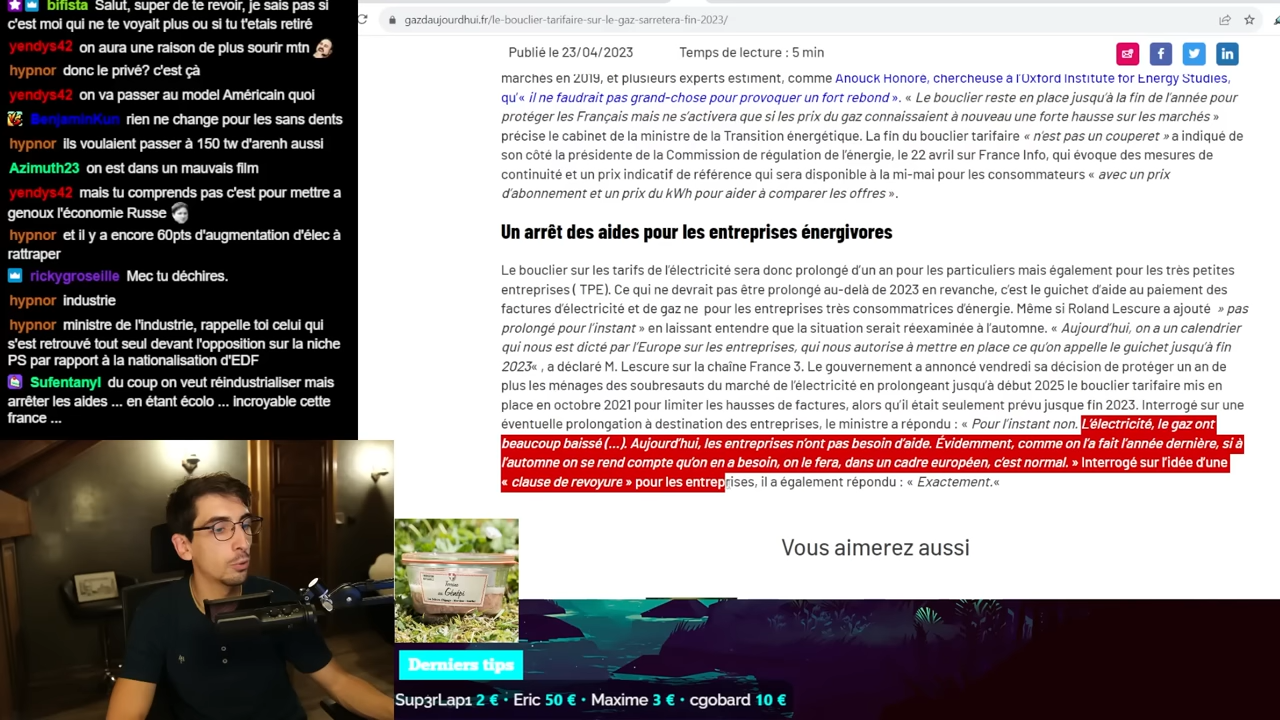 bifista Salut, super de te revoir, je sais pas si
c'est moi qui ne te voyait plus ou si t'etais retiré
yendys42 on aura une raison de plus sourir mtn
hypnor donc le privé? c'est çà
yendys42 on va passer au model Américain quoi
BenjaminKun rien ne change pour les sans dents
hypnor ils voulaient passer à 150 tw d'arenh aussi
Azimuth23 on est dans un mauvais film
yendys42 mais tu comprends pas c'est pour mettre a
genoux l'économie Russe
hypnor et il y a encore 60pts d'augmentation d'élec à
rattraper
rickygroseille Mec tu déchires.
hypnor industrie
hypnor ministre de l'industrie, rappelle toi celui qui
s'est retrouvé tout seul devant l'opposition sur la niche
PS par rapport à la nationalisation d'EDF
Sufentanyl du coup on veut réindustrialiser mais
arrêter les aides ... en étant écolo ... incroyable cette
france ...
gazdaujourdhui.fr/le-bouclier-tarifaire-sur-le-gaz-sarretera-fin-2023/
Publié le 23/04/2023 Temps de lecture : 5 min
marchés en 2019, et plusieurs experts estiment, comme Anouck Honoré, chercheuse à l'Oxford Institute for Energy Studies,
qu'« il ne faudrait pas grand-chose pour provoquer un fort rebond ». « Le bouclier reste en place jusqu'à la fin de l'année pour
protéger les Français mais ne s'activera que si les prix du gaz connaissaient à nouveau une forte hausse sur les marchés »
précise le cabinet de la ministre de la Transition énergétique. La fin du bouclier tarifaire « n'est pas un couperet » a indiqué de
son côté la présidente de la Commission de régulation de l'énergie, le 22 avril sur France Info, qui évoque des mesures de
continuité et un prix indicatif de référence qui sera disponible à la mi-mai pour les consommateurs « avec un prix
d'abonnement et un prix du kWh pour aider à comparer les offres ».
Un arrêt des aides pour les entreprises énergivores
Le bouclier sur les tarifs de l'électricité sera donc prolongé d'un an pour les particuliers mais également pour les très petites
entreprises ( TPE). Ce qui ne devrait pas être prolongé au-delà de 2023 en revanche, c'est le guichet d'aide au paiement des
factures d'électricité et de gaz ne pour les entreprises très consommatrices d'énergie. Même si Roland Lescure a ajouté » pas
prolongé pour l'instant » en laissant entendre que la situation serait réexaminée à l'automne. « Aujourd'hui, on a un calendrier
qui nous est dicté par l'Europe sur les entreprises, qui nous autorise à mettre en place ce qu'on appelle le guichet jusqu'à fin
2023« , a déclaré M. Lescure sur la chaîne France 3. Le gouvernement a annoncé vendredi sa décision de protéger un an de
plus les ménages des soubresauts du marché de l'électricité en prolongeant jusqu'à début 2025 le bouclier tarifaire mis en
place en octobre 2021 pour limiter les hausses de factures, alors qu'il était seulement prévu jusque fin 2023. Interrogé sur une
éventuelle prolongation à destination des entreprises, le ministre a répondu : « Pour l'instant non. L'électricité, le gaz ont
beaucoup baissé (...). Aujourd'hui, les entreprises n'ont pas besoin d'aide. Évidemment, comme on l'a fait l'année dernière, si à
l'automne on se rend compte qu'on en a besoin, on le fera, dans un cadre européen, c'est normal. » Interrogé sur l'idée d'une
« clause de revoyure » pour les entreprises, il a également répondu : « Exactement.«
Vous aimerez aussi
Terrine
au Génépi
Derniers tips
Sup3rLap1 2 € • Eric 50 € • Maxime 3 € • cgobard 10 €